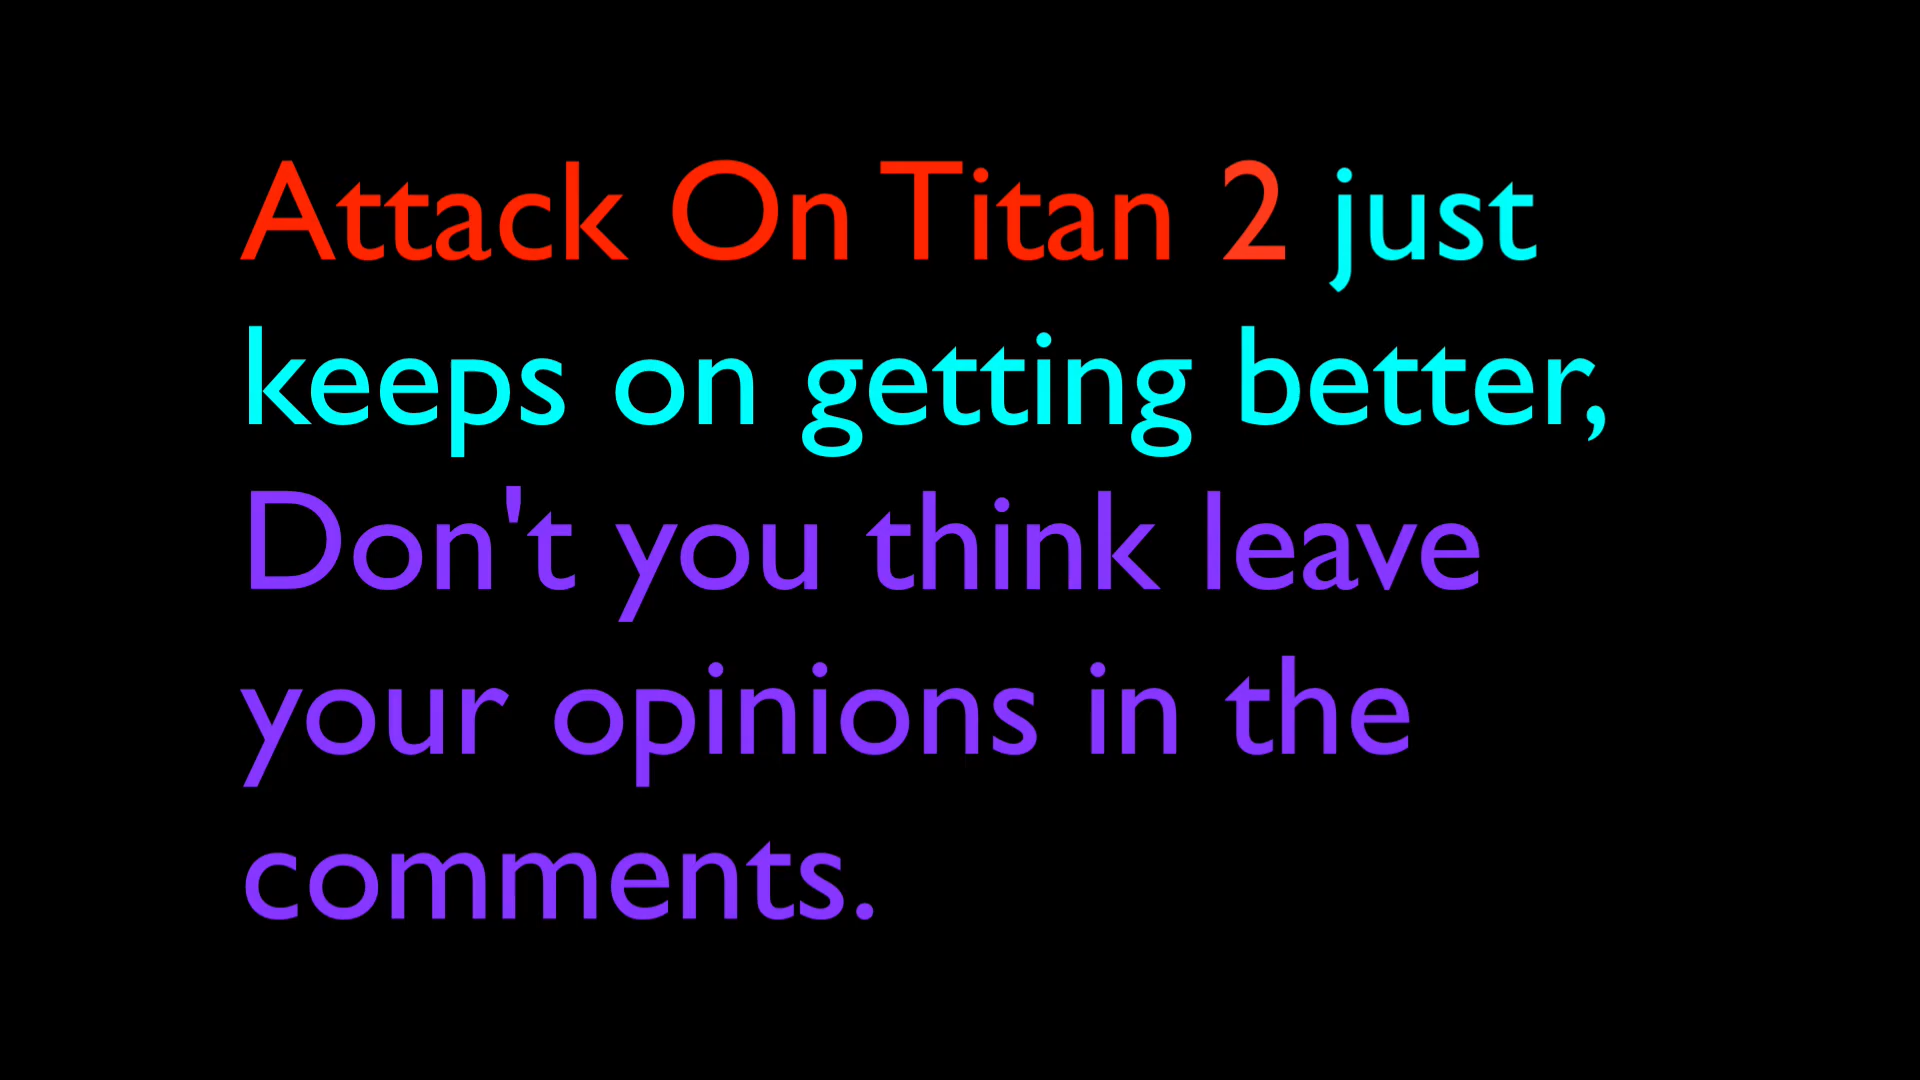 Attack On Titan 2 just
keeps on getting better,
Don't you think leave
your opinions in the
comments.